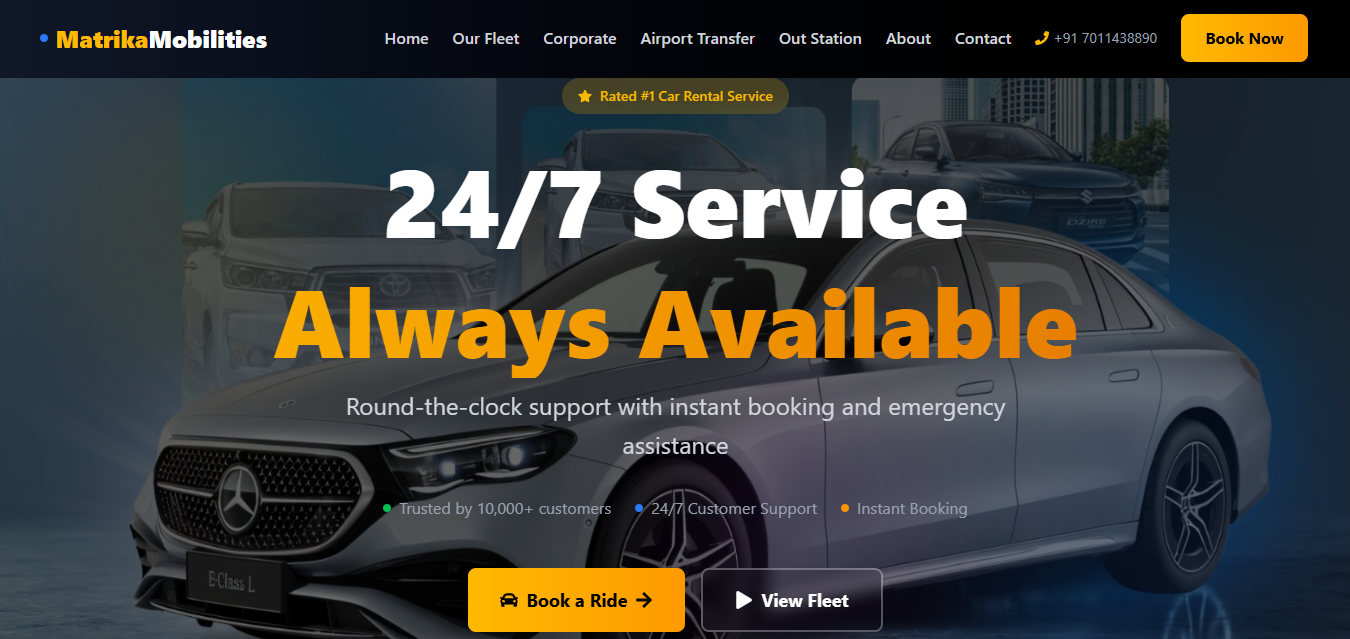 MatrikaMobilities
Home Our Fleet Corporate Airport Transfer Out Station About Contact +91 7011438890 Book Now
Rated #1 Car Rental Service
24/7 Service
Always Available
Round-the-clock support with instant booking and emergency
assistance
Trusted by 10,000+ customers 24/7 Customer Support Instant Booking
Book a Ride View Fleet
DZIRE
E-Class L